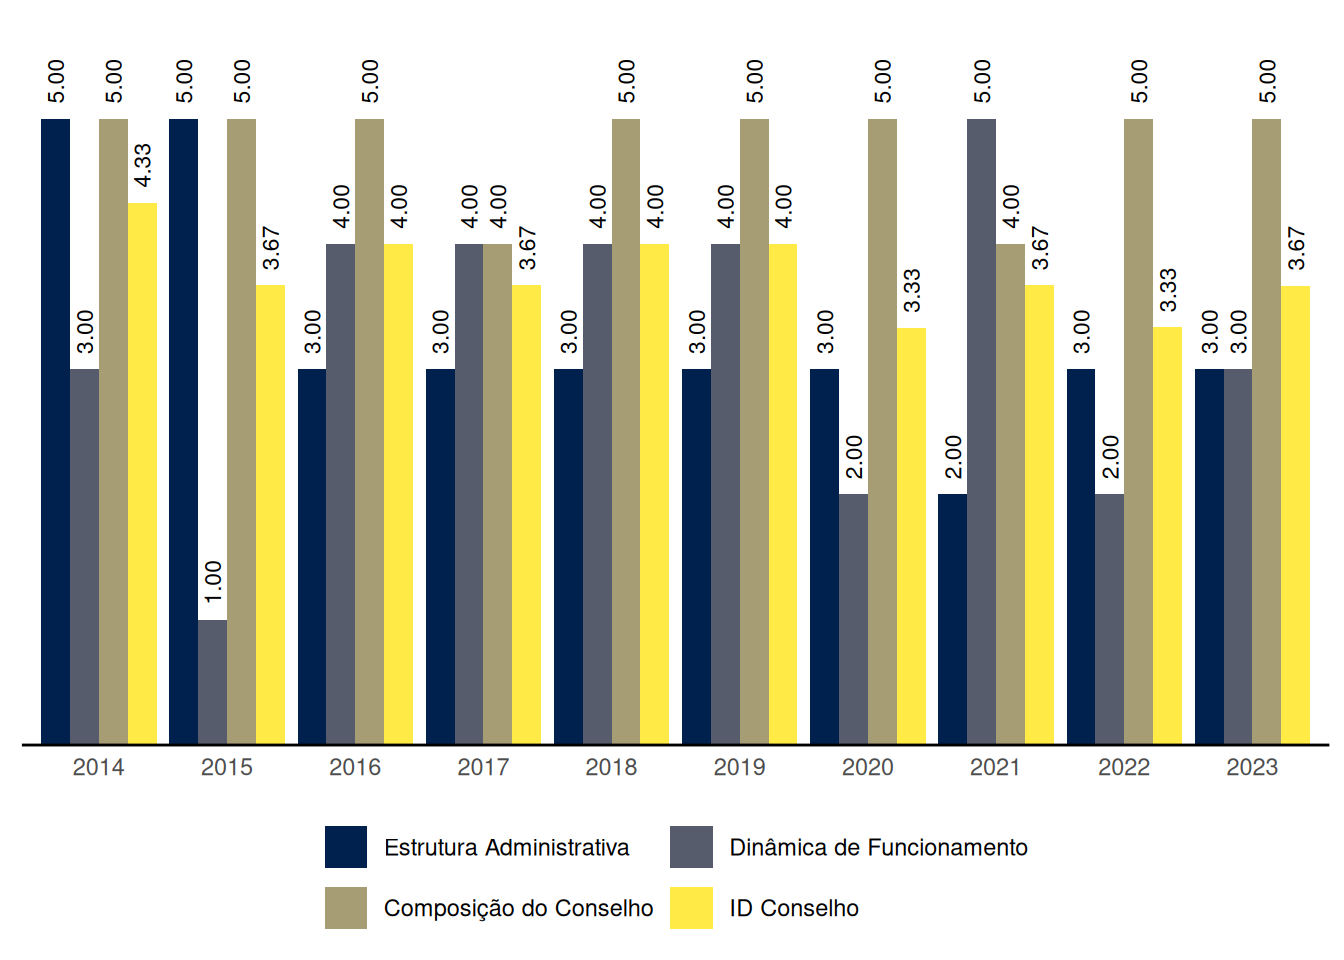 5.00 3.00 5.00 4.33
5.00 1.00 5.00 3.67
3.00 4.00 5.00 4.00
3.00 4.00 4.00 3.67
3.00 4.00 5.00 4.00
3.00 4.00 5.00 4.00
3.00 2.00 5.00 3.33
2.00 5.00 4.00 3.67
3.00 2.00 5.00 3.33
3.00 3.00 5.00 3.67
2014 2015 2016 2017 2018 2019 2020 2021 2022 2023
Estrutura Administrativa Dinâmica de Funcionamento
Composição do Conselho ID Conselho